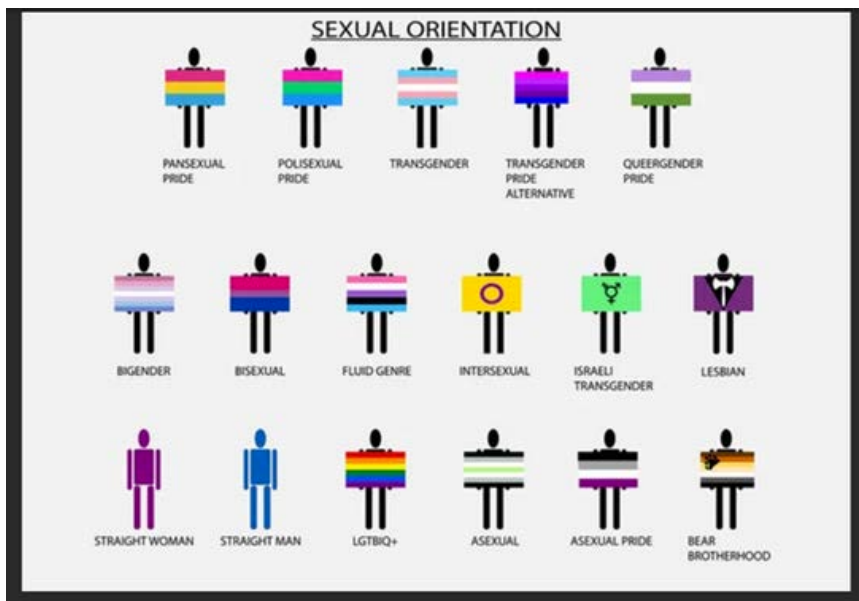 SEXUAL ORIENTATION
PANSEXUAL
PRIDE
POLISEXUAL
PRIDE
TRANSGENDER
TRANSGENDER
PRIDE
ALTERNATIVE
QUEERGENDER
PRIDE
BIGENDER
BISEXUAL
FLUID GENRE
INTERSEXUAL
ISRAELI
TRANSGENDER
LESBIAN
STRAIGHT WOMAN
STRAIGHT MAN
LGTBIQ+
ASEXUAL
ASEXUAL PRIDE
BEAR
BROTHERHOOD